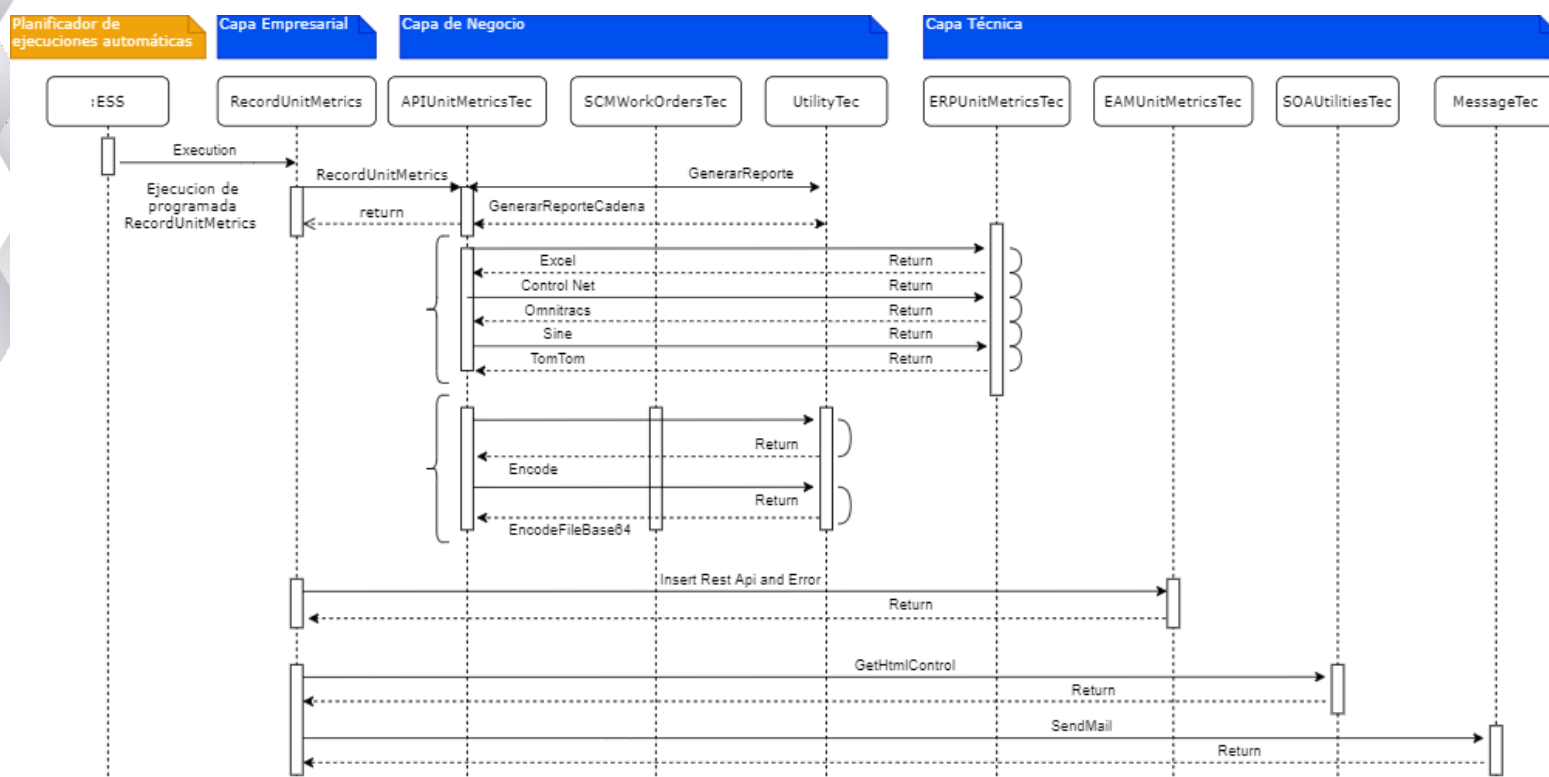 Planificador de
ejecuciones automáticas
Capa Empresarial
Capa de Negocio
Capa Técnica
:ESS
RecordUnitMetrics
APIUnitMetricsTec
SCMWorkOrdersTec
UtilityTec
ERPUnitMetricsTec
EAMUnitMetricsTec
SOAUtilitiesTec
MessageTec
Execution
Ejecucion de
programada
RecordUnitMetrics
RecordUnitMetrics
GenerarReporte
return
GenerarReporteCadena
Excel
Return
Control Net
Return
Omnitracs
Return
Sine
Return
TomTom
Return
Return
Encode
Return
EncodeFileBase64
Insert Rest Api and Error
Return
GetHtmlControl
Return
SendMail
Return